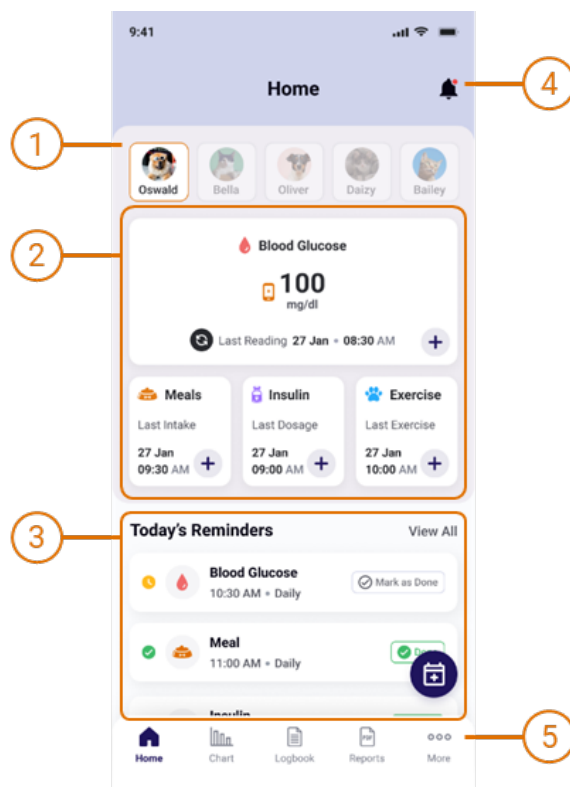 9:41
Home
4
1
Oswald Bella Oliver Daizy Bailey
2
Blood Glucose
100
mg/dl
Last Reading 27 Jan • 08:30 AM
Meals Insulin Exercise
Last Intake Last Dosage Last Exercise
27 Jan 27 Jan 27 Jan
09:30 AM 09:00 AM 10:00 AM
3
Today's Reminders View All
Blood Glucose
10:30 AM • Daily
Mark as Done
Meal
11:00 AM • Daily
Insulin
PDF
5
Home Chart Logbook Reports More